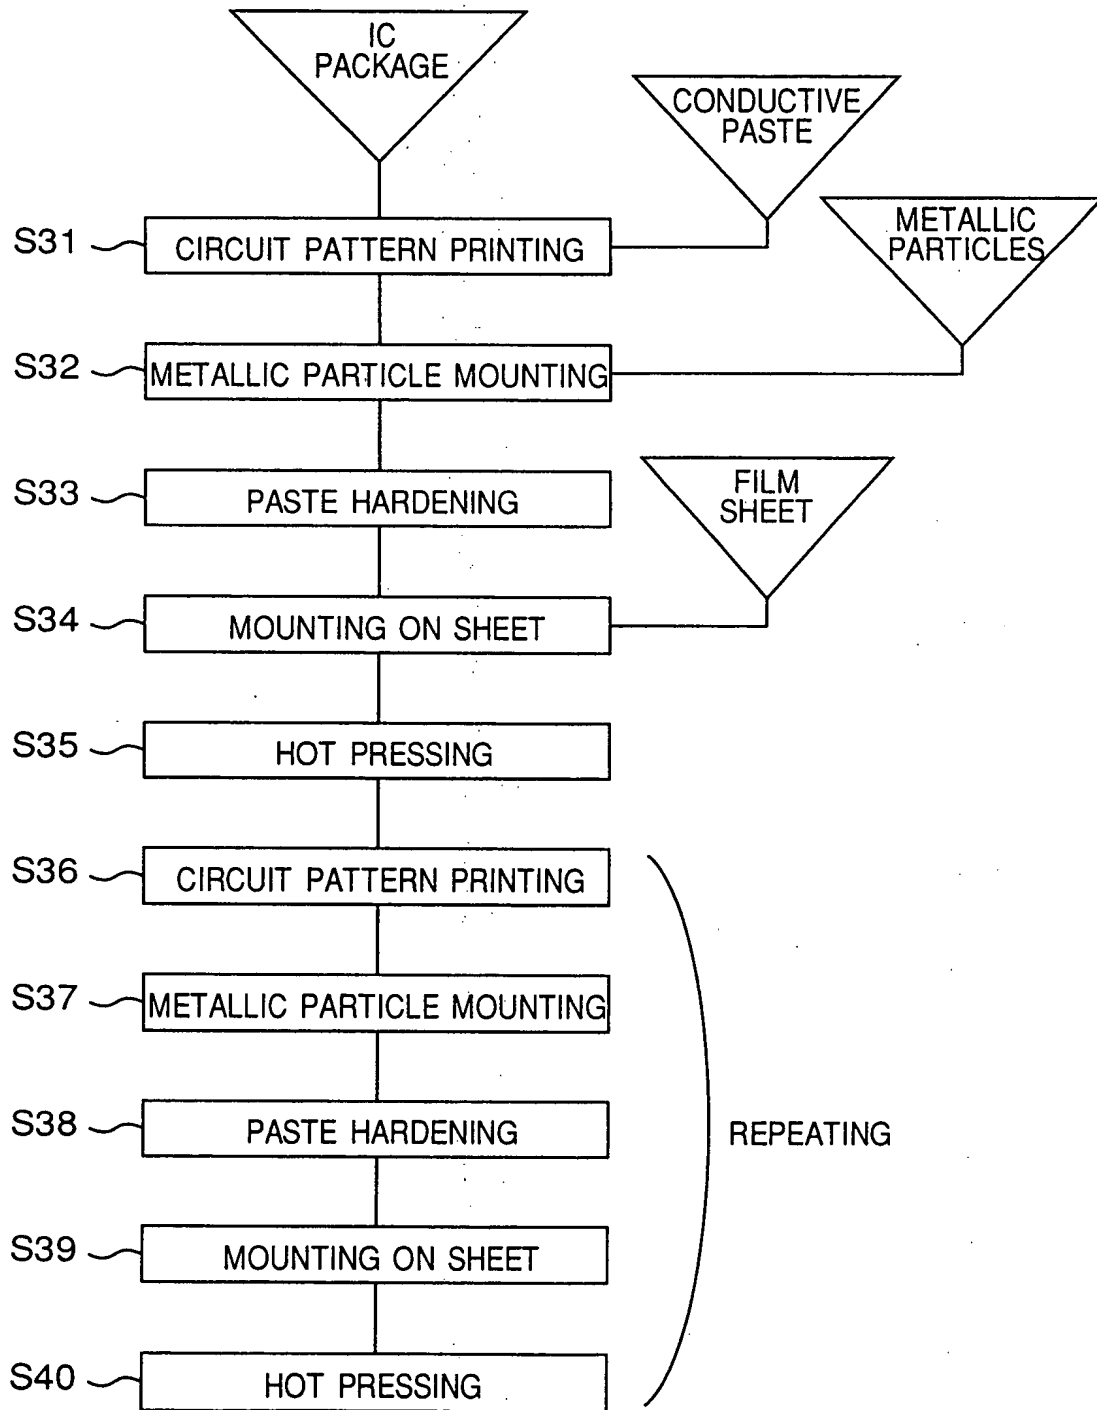 IC
PACKAGE
CONDUCTIVE
PASTE
METALLIC
PARTICLES
S31
CIRCUIT PATTERN PRINTING
S32
METALLIC PARTICLE MOUNTING
S33
PASTE HARDENING
FILM
SHEET
S34
MOUNTING ON SHEET
S35
HOT PRESSING
S36
CIRCUIT PATTERN PRINTING
S37
METALLIC PARTICLE MOUNTING
S38
PASTE HARDENING
REPEATING
S39
MOUNTING ON SHEET
S40
HOT PRESSING